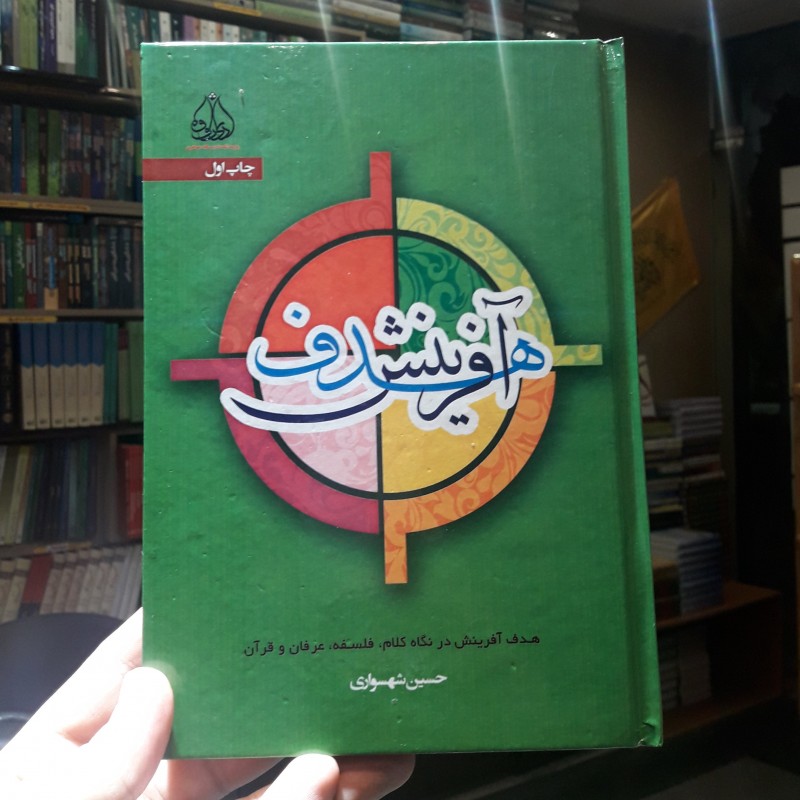 چاپ اول
هدف آفرینش
هدف آفرینش در نگاه کلام، فلسفه، عرفان و قرآن
حسین شهسواری